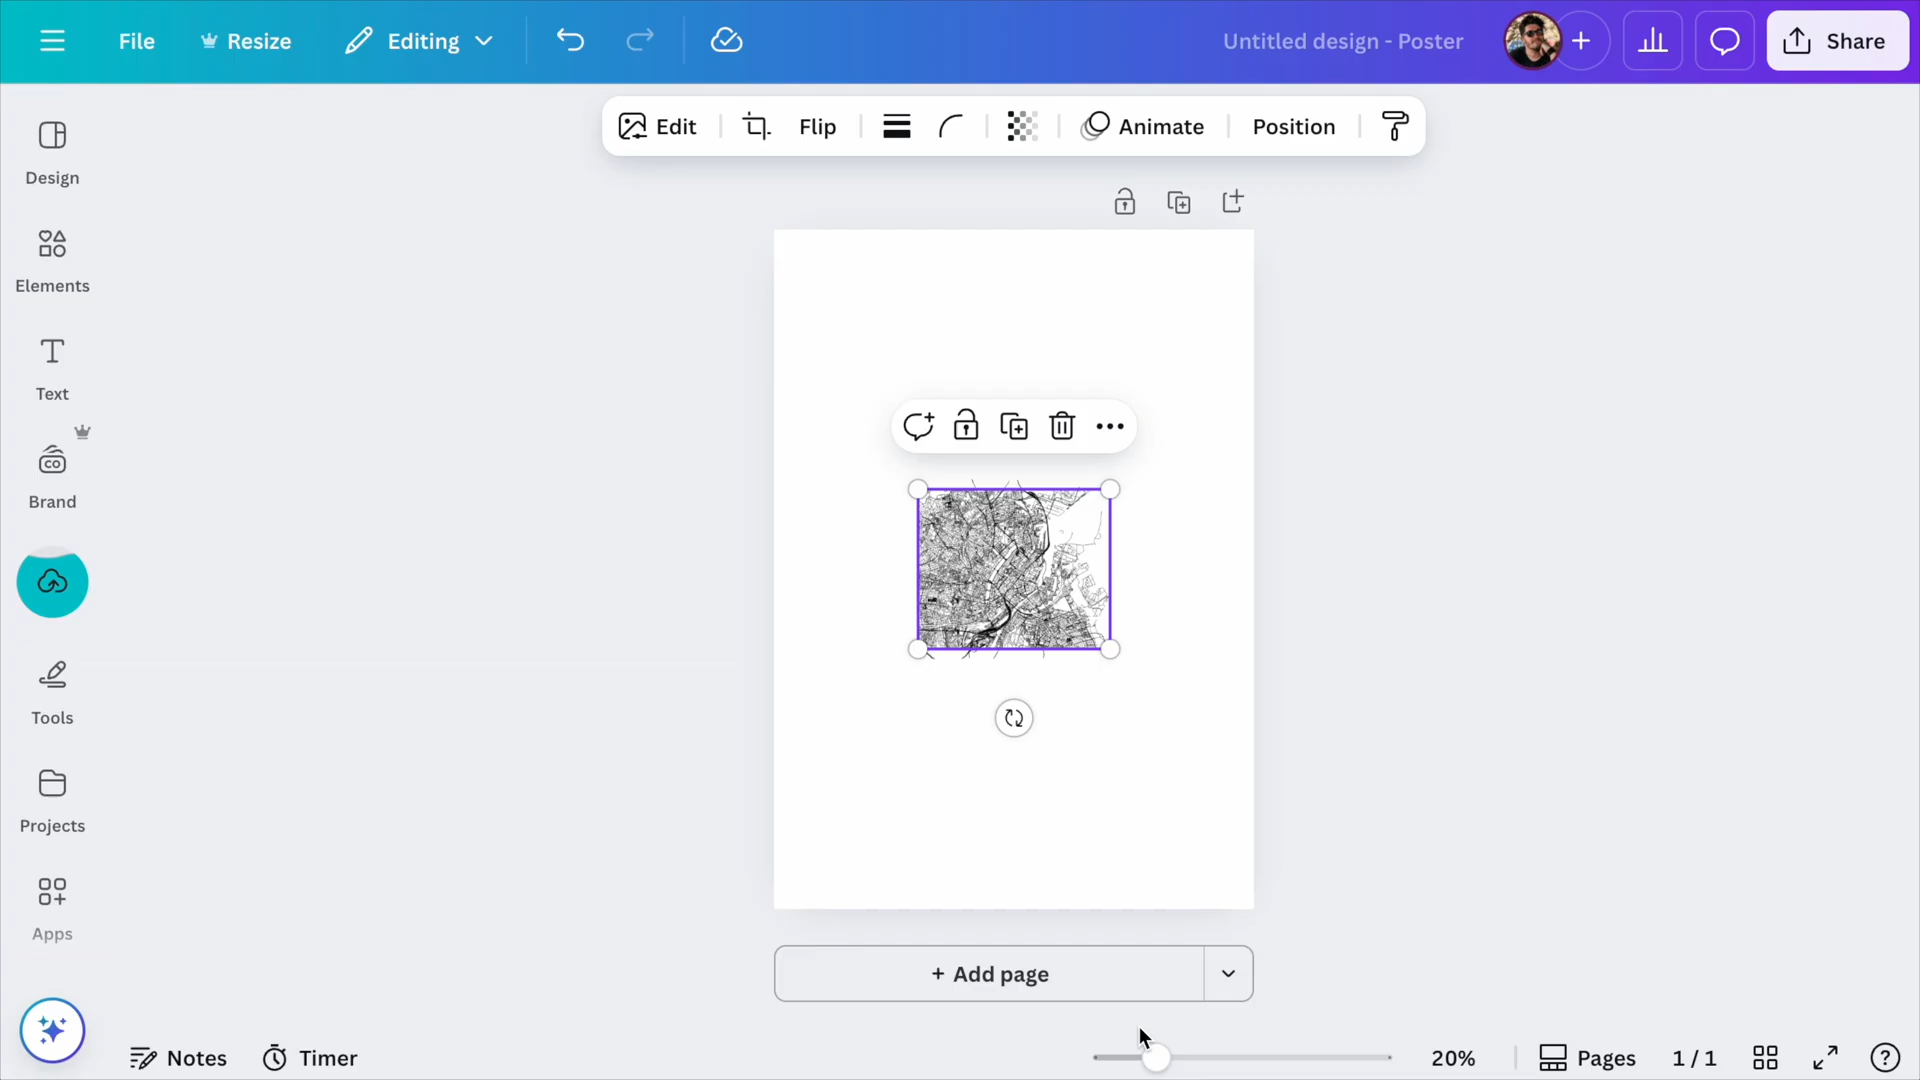 File
Resize
Editing
Untitled design - Poster
Share
Edit
Flip
Animate
Position
Design
Elements
Text
CO
Brand
Tools
Projects
Apps
+ Add page
Notes
Timer
20%
Pages
1 / 1